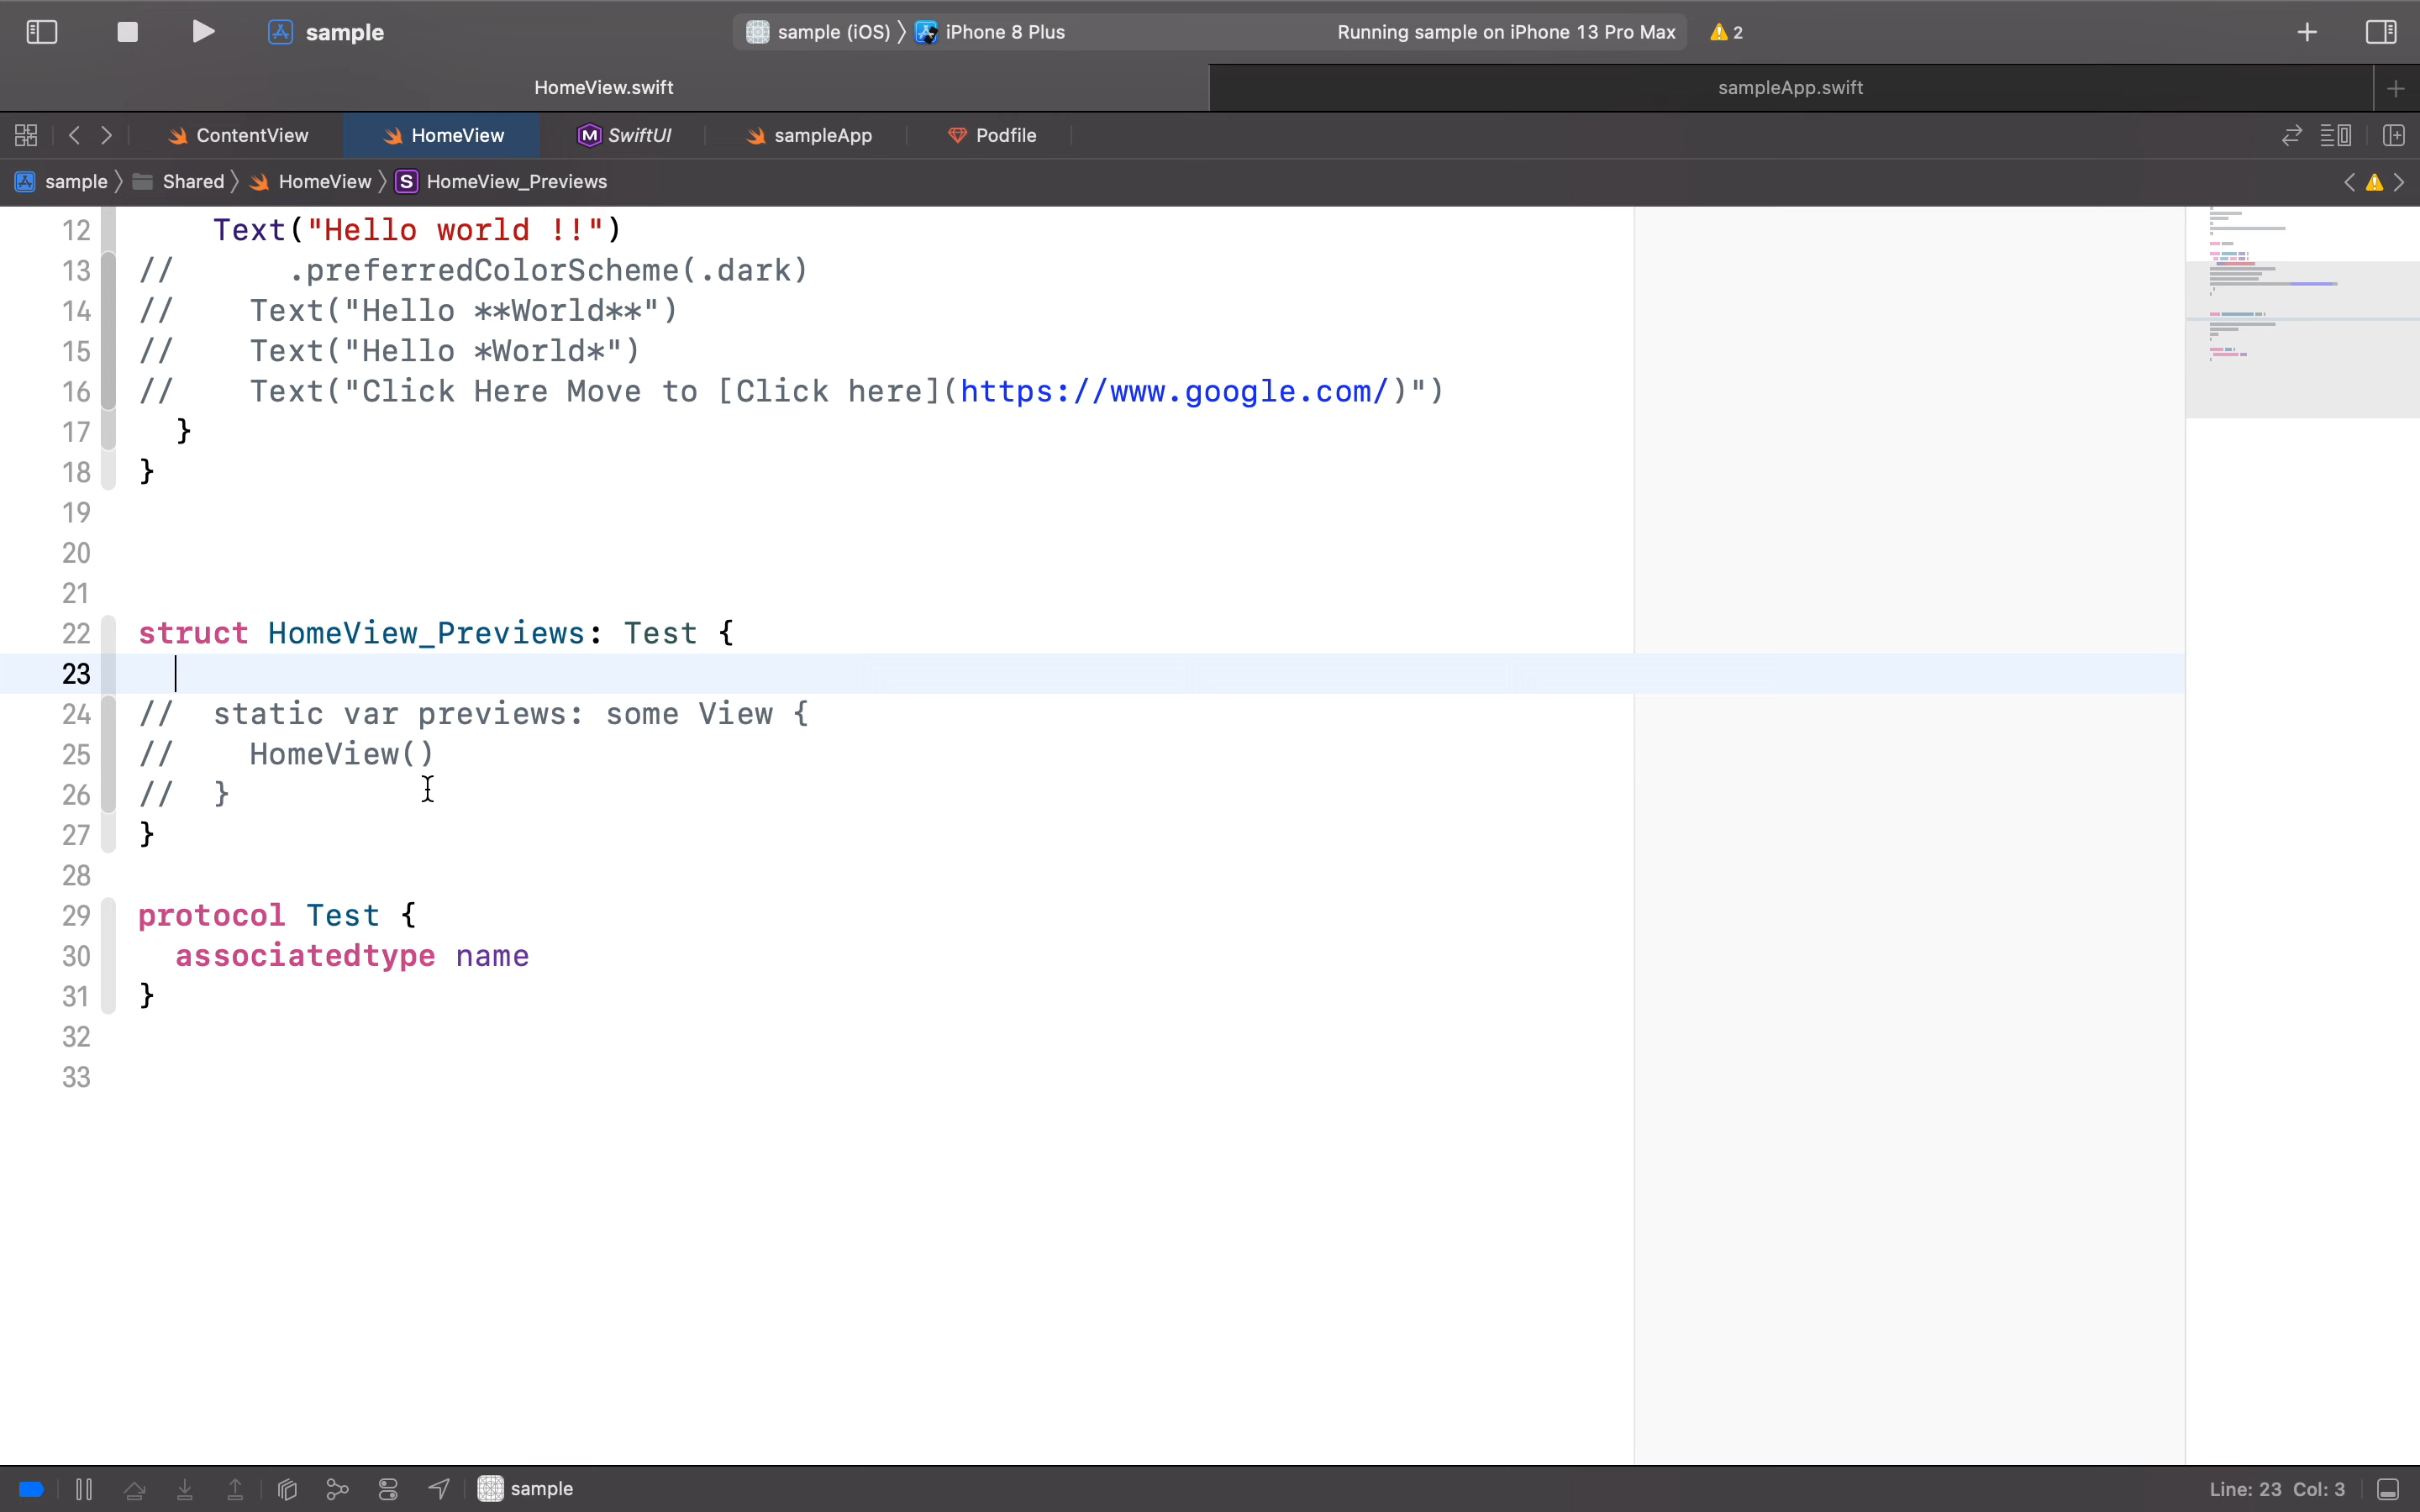 sample
sample (iOS) 〉 iPhone 8 Plus
Running sample on iPhone 13 Pro Max
2
HomeView.swift
sampleApp.swift
ContentView
HomeView
M SwiftUI
sampleApp
Podfile
sample 〉 Shared 〉 HomeView 〉 S HomeView_Previews
12 Text("Hello world !!")
13 // .preferredColorScheme(.dark)
14 // Text("Hello **World**")
15 // Text("Hello *World*")
16 // Text("Click Here Move to [Click here](https://www.google.com/)")
17 }
18 }
19
20
21
22 struct HomeView_Previews: Test {
23
24 // static var previews: some View {
25 // HomeView()
26 // }
27 }
28
29 protocol Test {
30 associatedtype name
31 }
32
33
sample
Line: 23 Col: 3